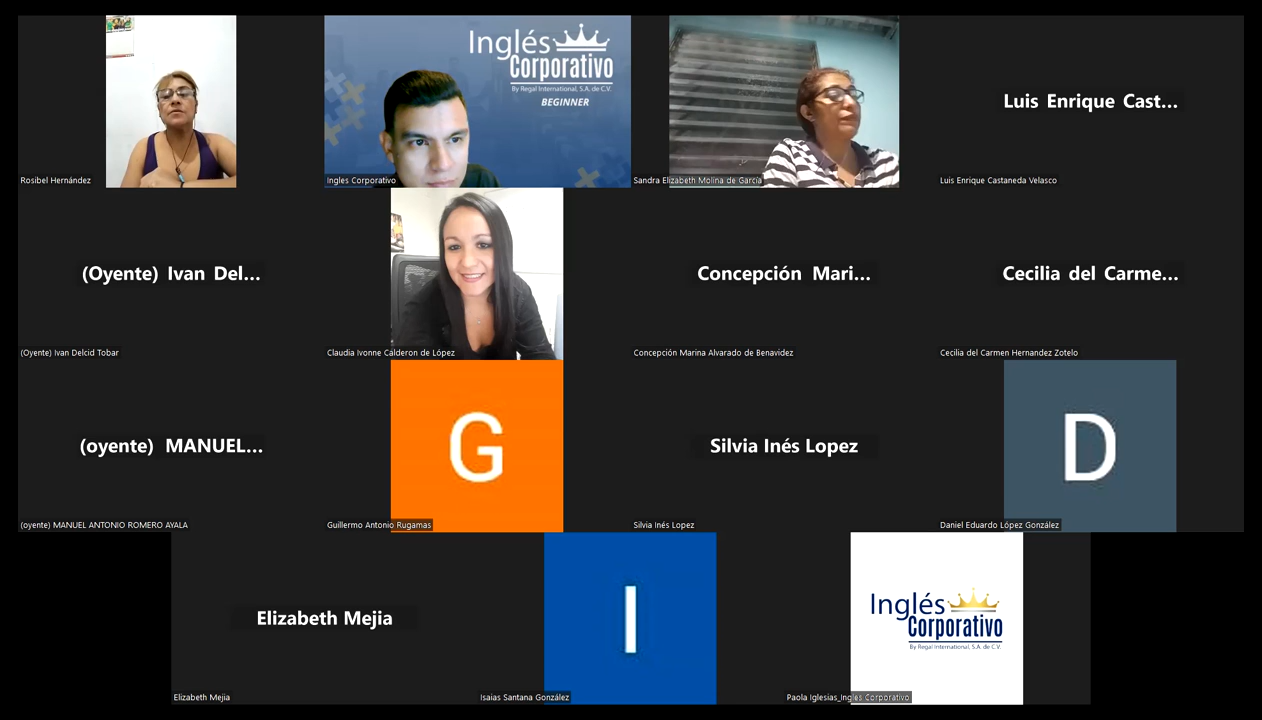 Inglés
Corporativo
By Regal International, S.A. de C.V.
BEGINNER
Luis Enrique Cast...
Rosibel Hernández
Ingles Corporativo
Sandra Elizabeth Molina de García
Luis Enrique Castaneda Velasco
(Oyente) Ivan Del...
Concepción Mari...
Cecilia del Carme...
(Oyente) Ivan Delcid Tobar
Claudia Ivonne Calderon de López
Concepción Marina Alvarado de Benavidez
Cecilia del Carmen Hernandez Zotelo
(oyente) MANUEL...
G
Silvia Inés Lopez
D
(oyente) MANUEL ANTONIO ROMERO AYALA
Guillermo Antonio Rugamas
Silvia Inés Lopez
Daniel Eduardo López González
Elizabeth Mejia
I
Inglés
Corporativo
By Regal International, S.A. de C.V.
Elizabeth Mejia
Isaias Santana González
Paola Iglesias_Ingles Corporativo